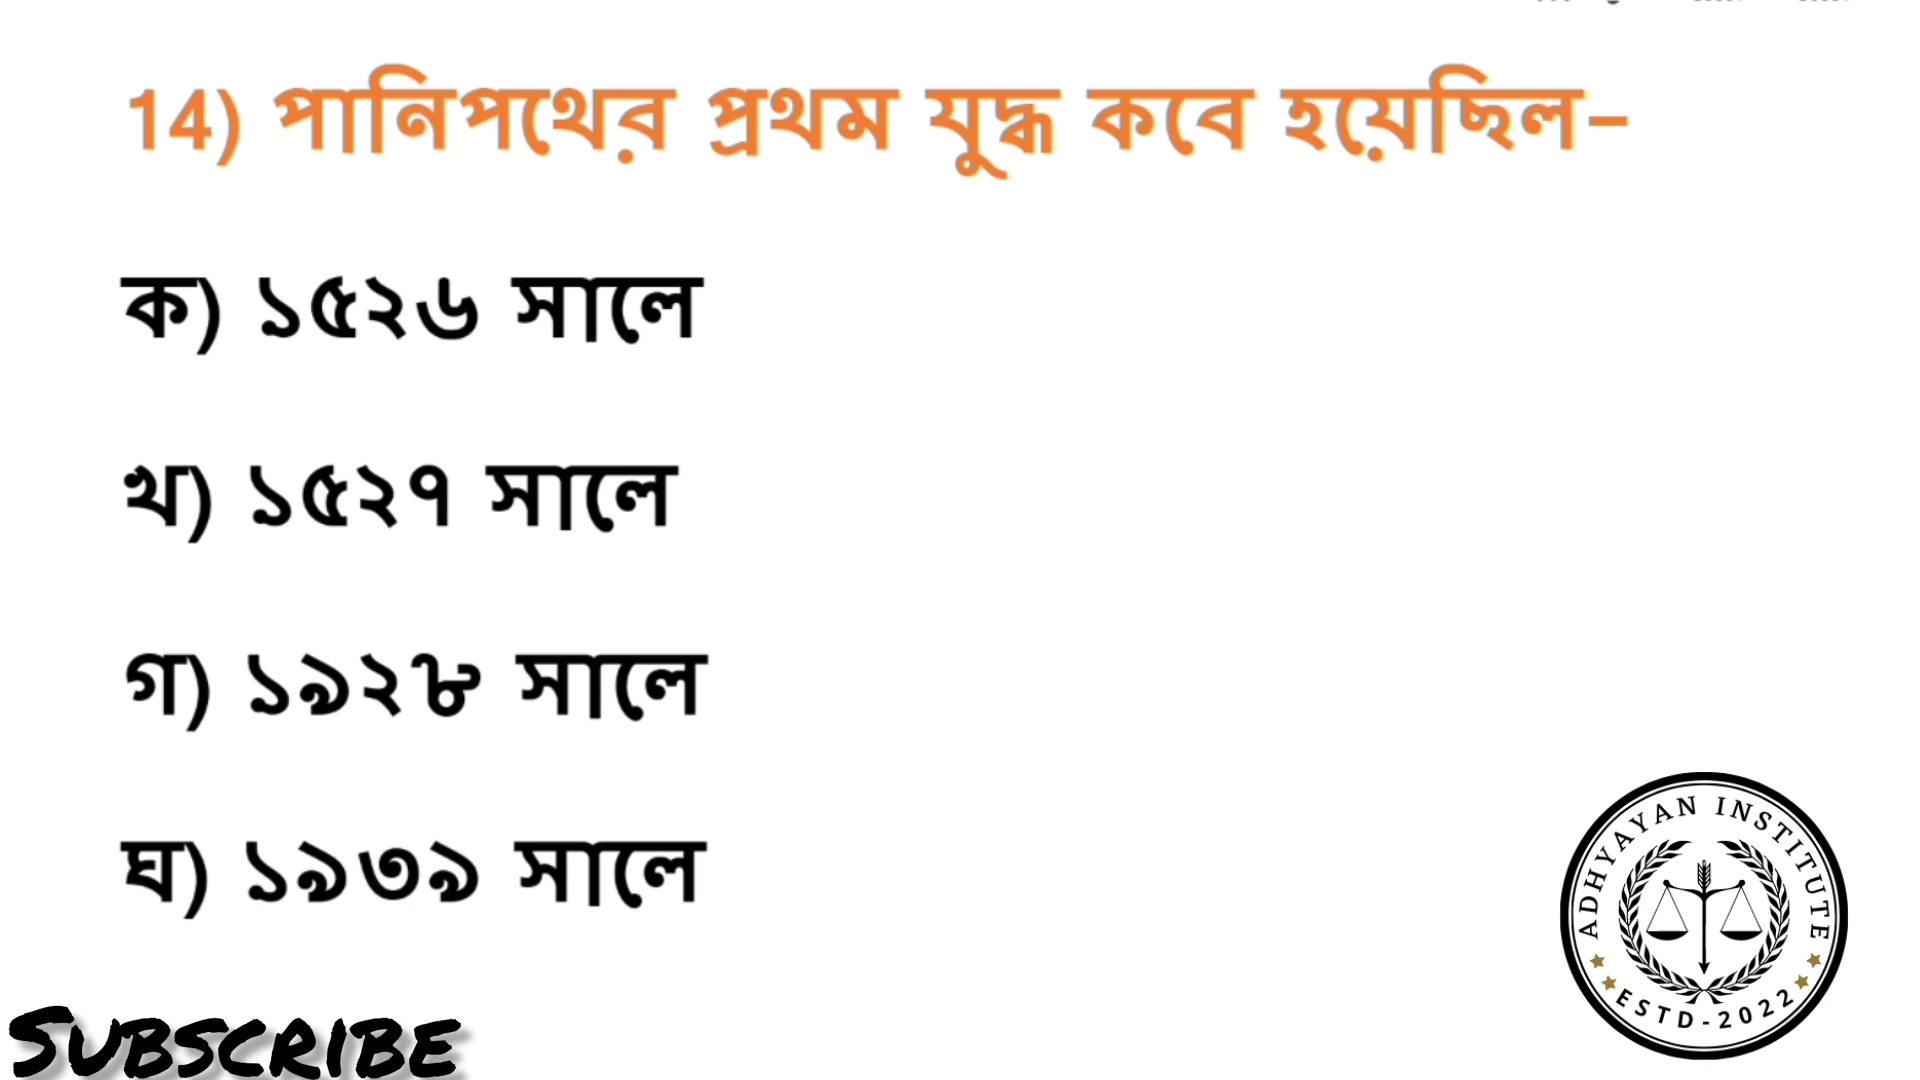 14) পানিপথের প্রথম যুদ্ধ কবে হয়েছিল–
ক) ১৫২৬ সালে
খ) ১৫২৭ সালে
গ) ১৯২৮ সালে
ঘ) ১৯৩৯ সালে
ADHYAYAN INSTITUTE
ESTD-2022
SUBSCRIBE